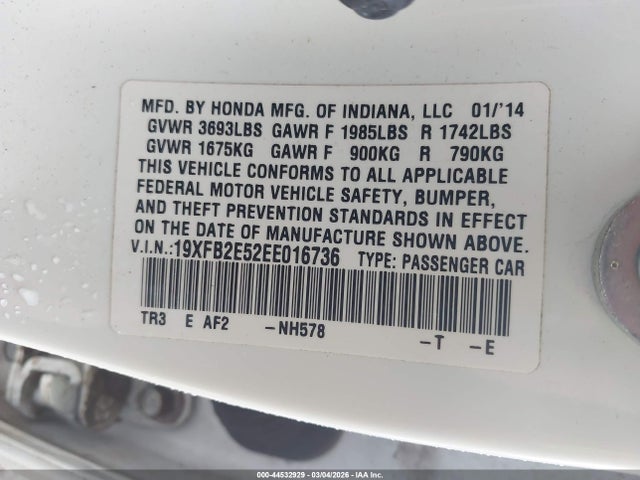 MFD. BY HONDA MFG. OF INDIANA, LLC 01/'14
GVWR 3693LBS GAWR F 1985LBS R 1742LBS
GVWR 1675KG GAWR F 900KG R 790KG
THIS VEHICLE CONFORMS TO ALL APPLICABLE
FEDERAL MOTOR VEHICLE SAFETY, BUMPER,
AND THEFT PREVENTION STANDARDS IN EFFECT
ON THE DATE OF MANUFACTURE SHOWN ABOVE.
V.I.N.:19XFB2E52EE016736 TYPE: PASSENGER CAR
TR3 E AF2 -NH578 -T -E
000-44532929 - 03/04/2026 - IAA Inc.